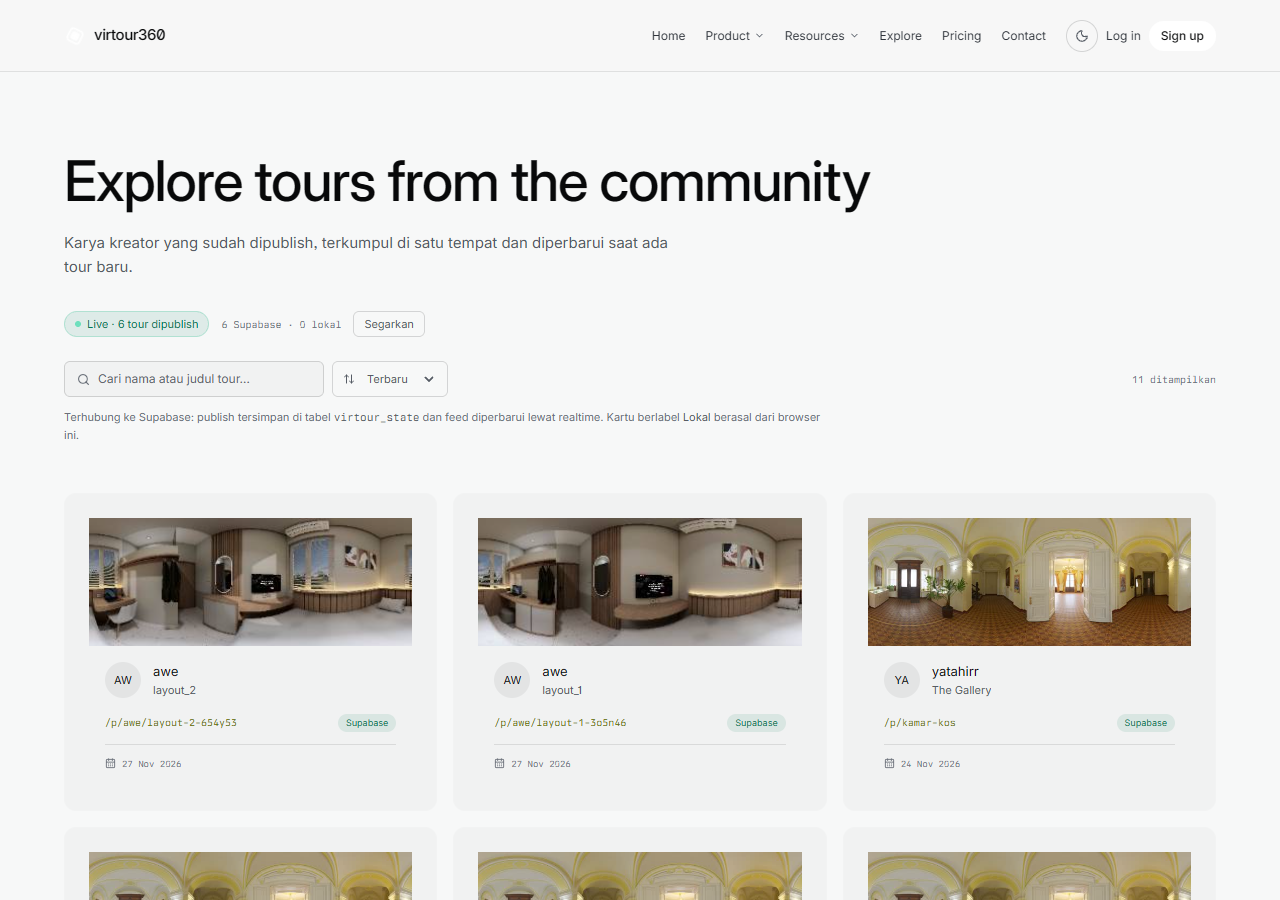 virtour360
Home
Product
Resources
Explore
Pricing
Contact
Log in
Sign up
Explore tours from the community
Karya kreator yang sudah dipublish, terkumpul di satu tempat dan diperbarui saat ada
tour baru.
Live · 6 tour dipublish
6 Supabase · 0 lokal
Segarkan
Cari nama atau judul tour...
Terbaru
11 ditampilkan
Terhubung ke Supabase: publish tersimpan di tabel virtour_state dan feed diperbarui lewat realtime. Kartu berlabel Lokal berasal dari browser
ini.
AW
awe
layout_2
/p/awe/layout-2-654y53
Supabase
27 Nov 2026
AW
awe
layout_1
/p/awe/layout-1-3o5n46
Supabase
27 Nov 2026
YA
yatahirr
The Gallery
/p/kamar-kos
Supabase
24 Nov 2026